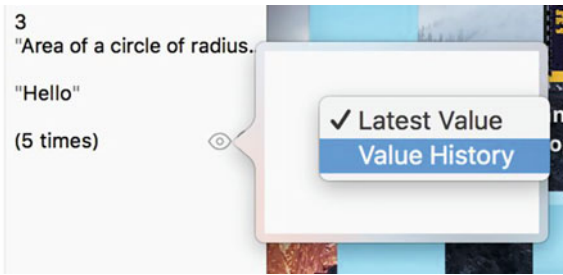 3
"Area of a circle of radius...
"Hello"
(5 times)
✓ Latest Value
Value History